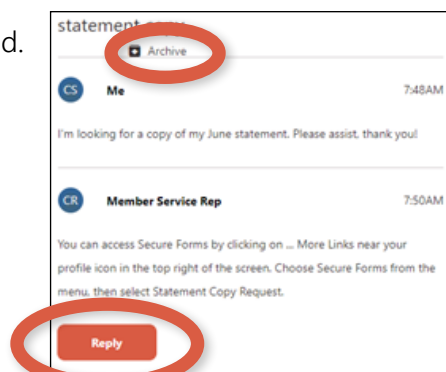 statement copy
d.
Archive
CS Me 7:48AM
I'm looking for a copy of my June statement. Please assist, thank you!
CR Member Service Rep 7:50AM
You can access Secure Forms by clicking on ... More Links near your
profile icon in the top right of the screen. Choose Secure Forms from the
menu, then select Statement Copy Request.
Reply